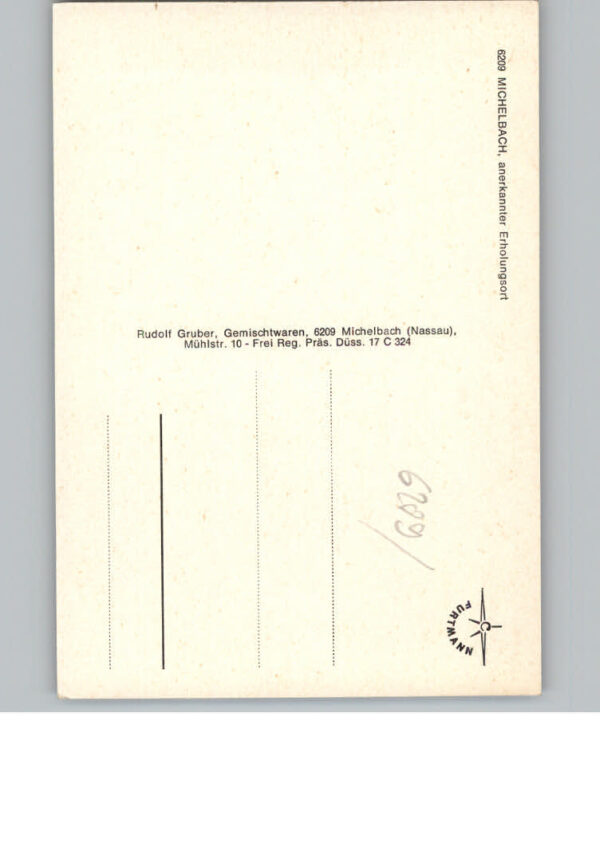 6209 MICHELBACH, anerkannter Erholungsort
Rudolf Gruber, Gemischtwaren, 6209 Michelbach (Nassau),
Mühlstr. 10 - Frei Reg. Präs. Düss. 17 C 324
C
FURTMANN